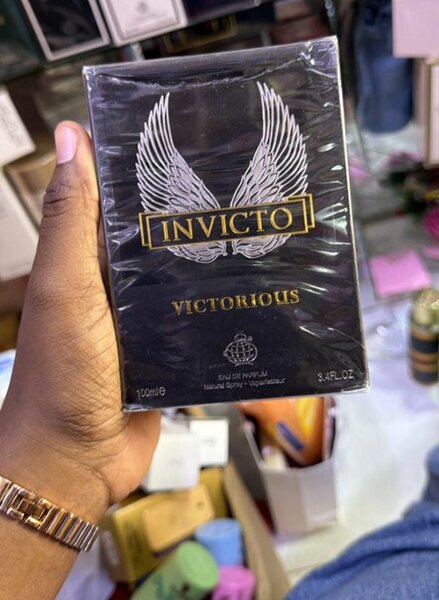 INVICTO
VICTORIOUS
EAU DE PARFUM
100ml e Natural Spray - Vaporisateur 3.4FL.OZ